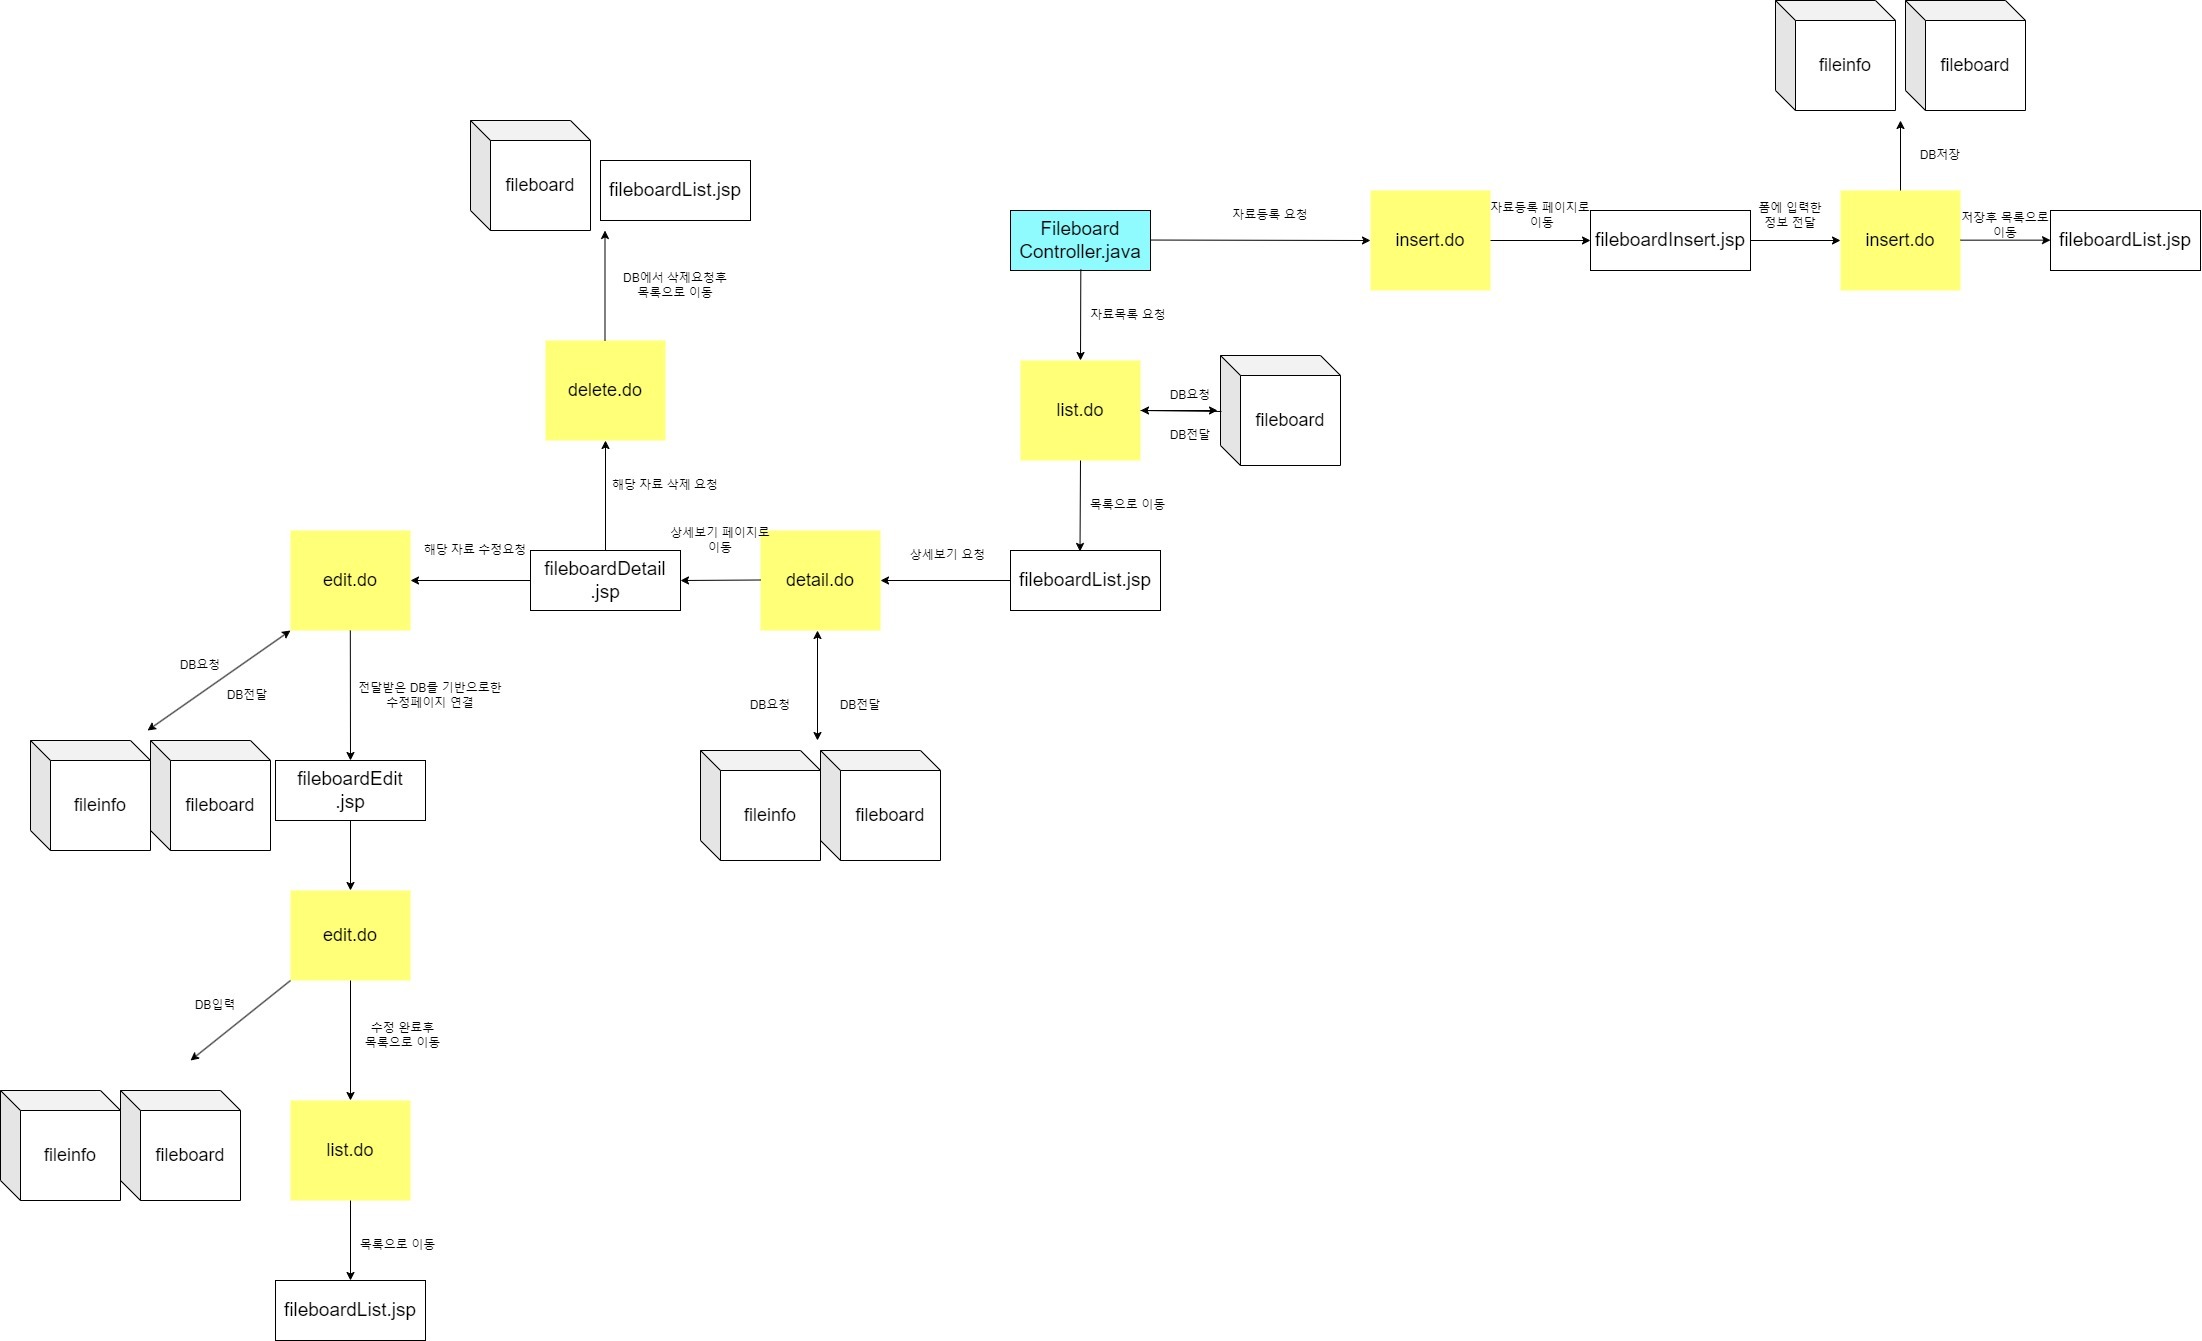 fileinfo
fileboard
DB저장
fileboard
fileboardList.jsp
DB에서 삭제요청후
목록으로 이동
delete.do
해당 자료 삭제 요청
Fileboard
Controller.java
자료등록 요청
insert.do
자료등록 페이지로
이동
fileboardInsert.jsp
폼에 입력한
정보 전달
insert.do
저장후 목록으로
이동
fileboardList.jsp
자료목록 요청
list.do
DB요청
DB전달
fileboard
목록으로 이동
fileboardList.jsp
상세보기 요청
detail.do
상세보기 페이지로
이동
fileboardDetail
.jsp
해당 자료 수정요청
edit.do
DB요청
DB전달
fileinfo
fileboard
DB요청
DB전달
fileinfo
fileboard
전달받은 DB를 기반으로한
수정페이지 연결
fileboardEdit
.jsp
edit.do
DB입력
fileinfo
fileboard
수정 완료후
목록으로 이동
list.do
목록으로 이동
fileboardList.jsp